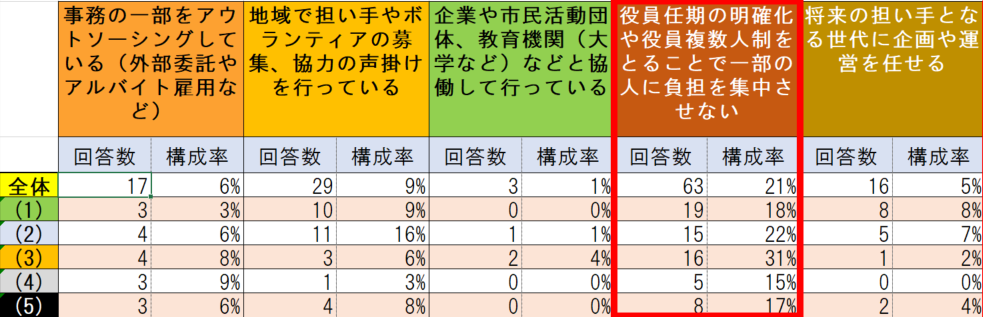 事務の一部をアウ
トソーシングして
いる（外部委託や
アルバイト雇用な
ど）
地域で担い手やボ
ランティアの募
集、協力の声掛け
を行っている
企業や市民活動団
体、教育機関（大
学など）などと協
働して行っている
役員任期の明確化
や役員複数人制を
とることで一部の
人に負担を集中さ
せない
将来の担い手とな
る世代に企画や運
営を任せる
回答数 構成率 回答数 構成率 回答数 構成率 回答数 構成率 回答数 構成率
全体 17 6% 29 9% 3 1% 63 21% 16 5%
(1) 3 3% 10 9% 0 0% 19 18% 8 8%
(2) 4 6% 11 16% 1 1% 15 22% 5 7%
(3) 4 8% 3 6% 2 4% 16 31% 1 2%
(4) 3 9% 1 3% 0 0% 5 15% 0 0%
(5) 3 6% 4 8% 0 0% 8 17% 2 4%